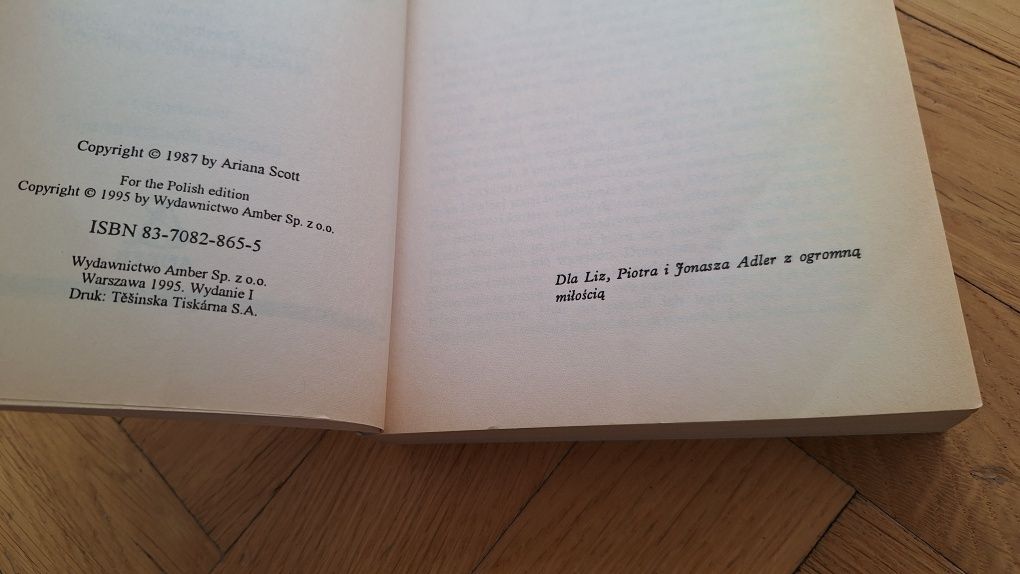 Copyright © 1987 by Ariana Scott
For the Polish edition
Copyright © 1995 by Wydawnictwo Amber Sp. z o.o.
ISBN 83-7082-865-5
Wydawnictwo Amber Sp. z o.o.
Warszawa 1995. Wydanie I
Druk: Těšinska Tiskárna S.A.
Dla Liz, Piotra i Jonasza Adler z ogromną
miłością